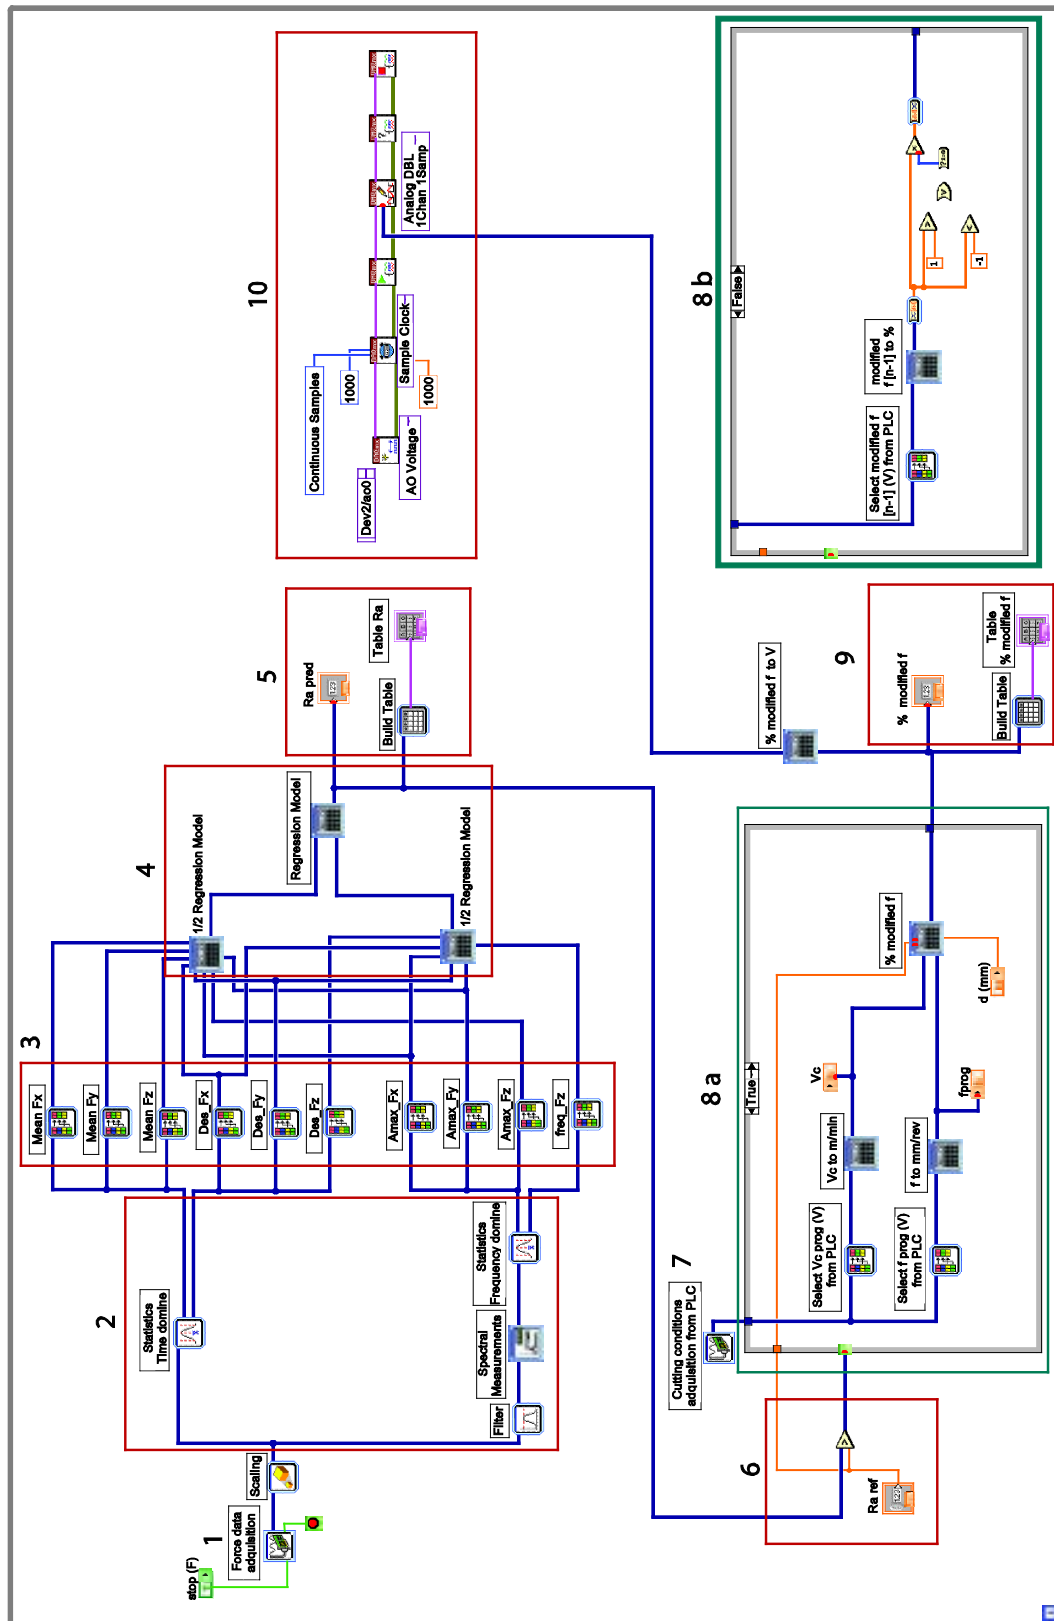 1
stop (F)
Force data
adquisition
Scaling
2
Statistics
Time domine
Filter
Spectral
Measurements
Statistics
Frequency domine
3
Mean Fx
Mean Fy
Mean Fz
Des_Fx
Des_Fy
Des_Fz
Amax_Fx
Amax_Fy
Amax_Fz
freq_Fz
4
1/2 Regression Model
Regression Model
1/2 Regression Model
5
Ra pred
Build Table
Table Ra
10
Continuous Samples
1000
Dev2/ao0
AO Voltage
Sample Clock
1000
Analog DBL
1Chan 1Samp
6
Ra ref
7
Cutting conditions
adquisition from PLC
8a
True
Select Vc prog (V)
from PLC
Vc to m/min
Vc
Select f prog (V)
from PLC
f to mm/rev
fprog
% modified f
d (mm)
% modified f to V
9
% modified f
Build Table
Table
% modified f
8b
False
Select modified f
[n-1] (V) from PLC
modified
f [n-1] to %
1
-1